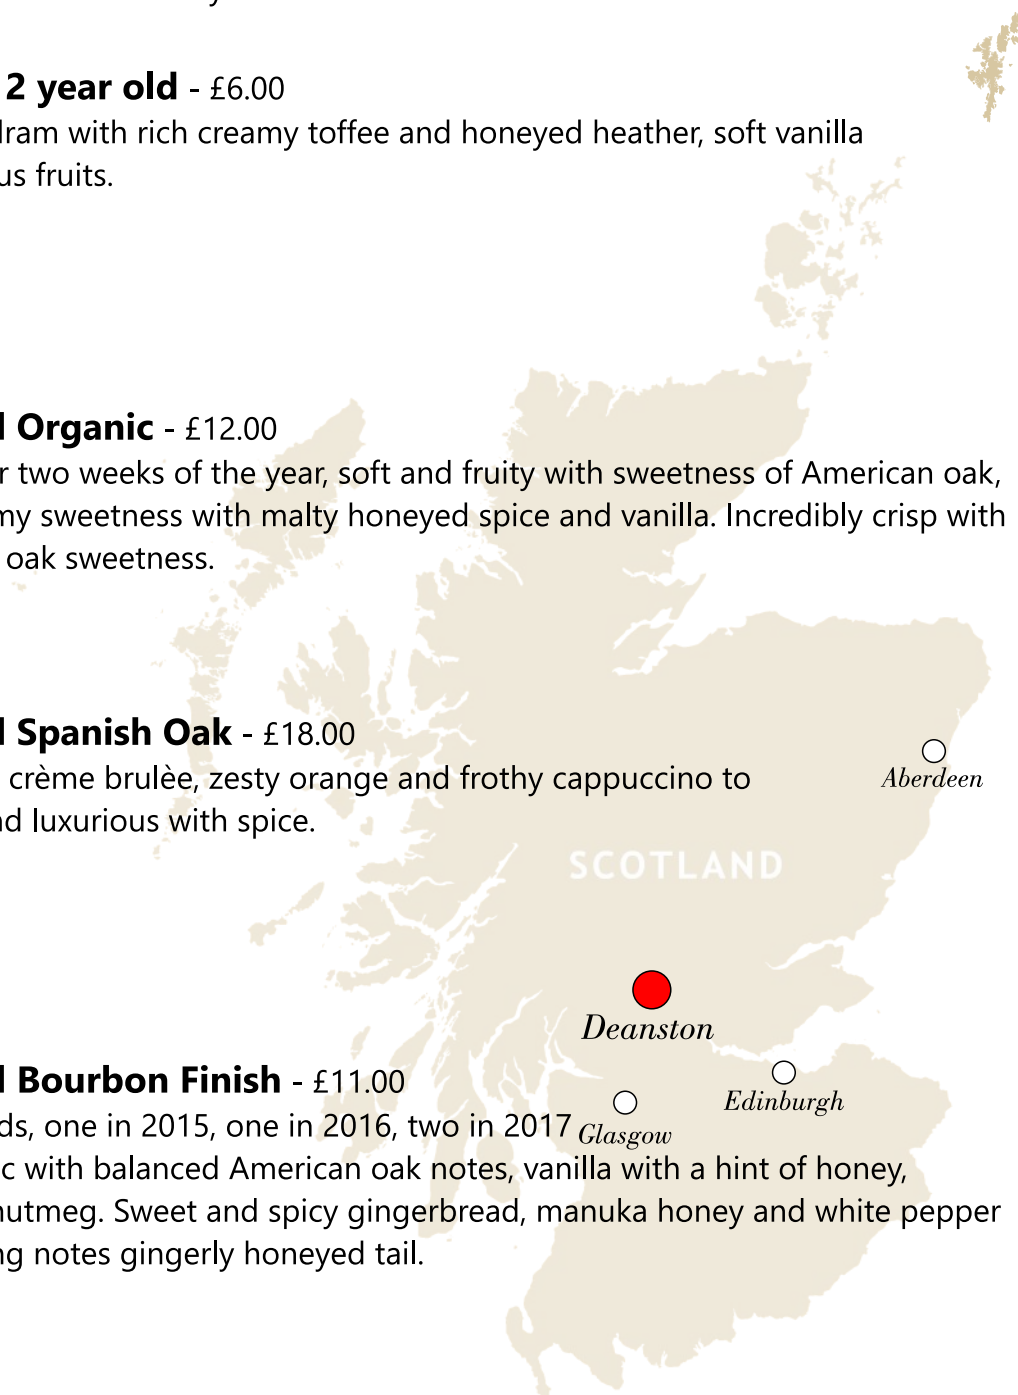 2 year old - £6.00
dram with rich creamy toffee and honeyed heather, soft vanilla
us fruits.
l Organic - £12.00
r two weeks of the year, soft and fruity with sweetness of American oak,
my sweetness with malty honeyed spice and vanilla. Incredibly crisp with
oak sweetness.
l Spanish Oak - £18.00
crème brulèe, zesty orange and frothy cappuccino to
nd luxurious with spice.
Aberdeen
SCOTLAND
Deanston
l Bourbon Finish - £11.00
Edinburgh
ds, one in 2015, one in 2016, two in 2017
Glasgow
c with balanced American oak notes, vanilla with a hint of honey,
nutmeg. Sweet and spicy gingerbread, manuka honey and white pepper
ng notes gingerly honeyed tail.